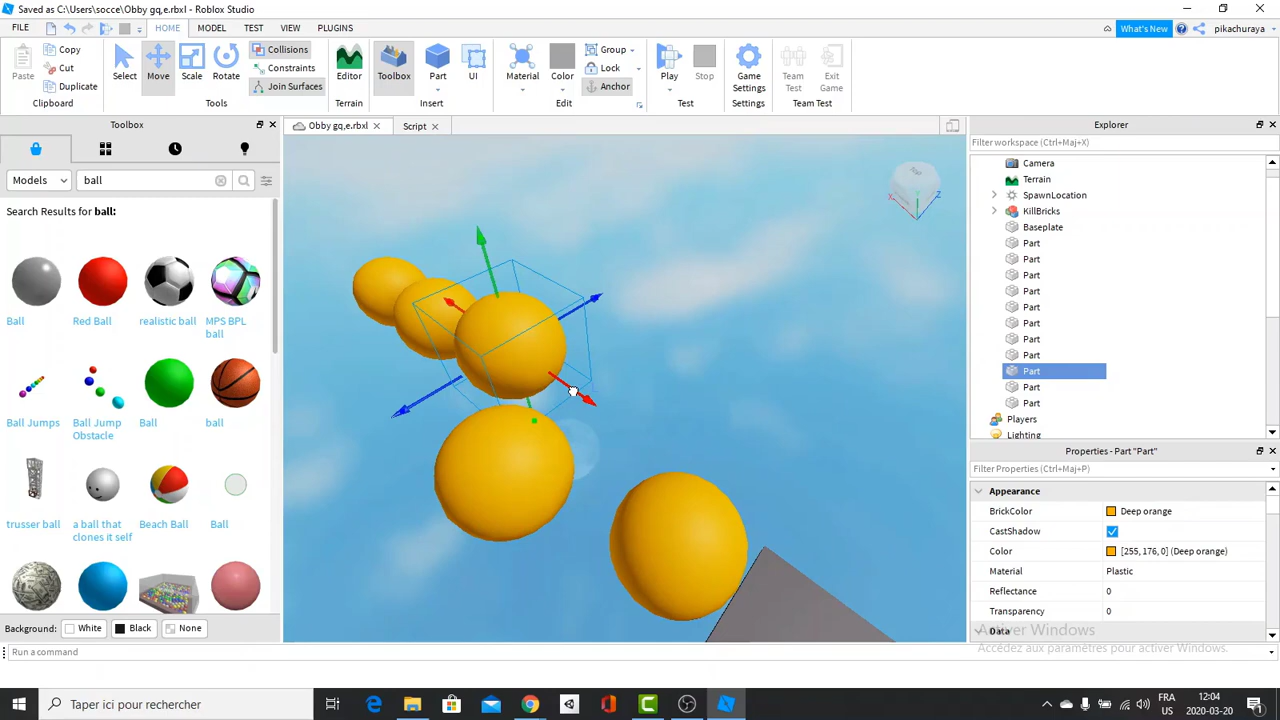 Saved as C:\Users\socce\Obby gq,e.rbxl - Roblox Studio
FILE HOME MODEL TEST VIEW PLUGINS What's New pikachuraya
Paste Copy Cut Duplicate Clipboard
Select Move Scale Rotate Collisions Constraints Join Surfaces Tools
Editor Terrain
Toolbox Part UI Insert
Material Color Group Lock Anchor Edit
Play Stop Test
Game Settings Settings
Team Test Exit Game Team Test
Toolbox
Obby gq,e.rbxl Script
Explorer
Filter workspace (Ctrl+Maj+X)
Models ball
Search Results for ball:
Ball Red Ball realistic ball MPS BPL ball
Ball Jumps Ball Jump Obstacle Ball ball
trusser ball a ball that clones it self Beach Ball Ball
Background: White Black None
Run a command
Top
X Y Z
Camera
Terrain
SpawnLocation
KillBricks
Baseplate
Part
Part
Part
Part
Part
Part
Part
Part
Part
Part
Part
Players
Lighting
Properties - Part "Part"
Filter Properties (Ctrl+Maj+P)
Appearance
BrickColor Deep orange
CastShadow
Color [255, 176, 0] (Deep orange)
Material Plastic
Reflectance 0
Transparency 0
Data
Activer Windows
Accédez aux paramètres pour activer Windows.
Taper ici pour rechercher
FRA
US
12:04
2020-03-20